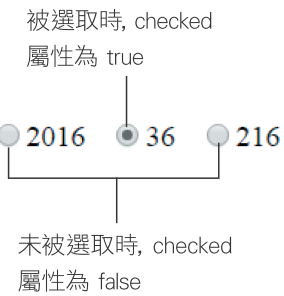 被選取時, checked
屬性為 true
2016 36 216
未被選取時, checked
屬性為 false